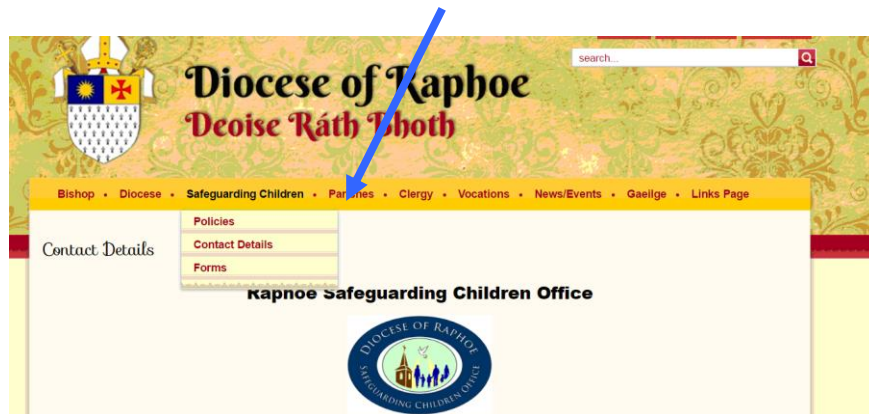 search...
Diocese of Raphoe
Deoise Ráth Bhoth
Bishop • Diocese • Safeguarding Children • Parishes • Clergy • Vocations • News/Events • Gaeilge • Links Page
Policies
Contact Details
Contact Details
Forms
Raphoe Safeguarding Children Office
DIOCESE OF RAPHOE
SAFEGUARDING CHILDREN OFFICE